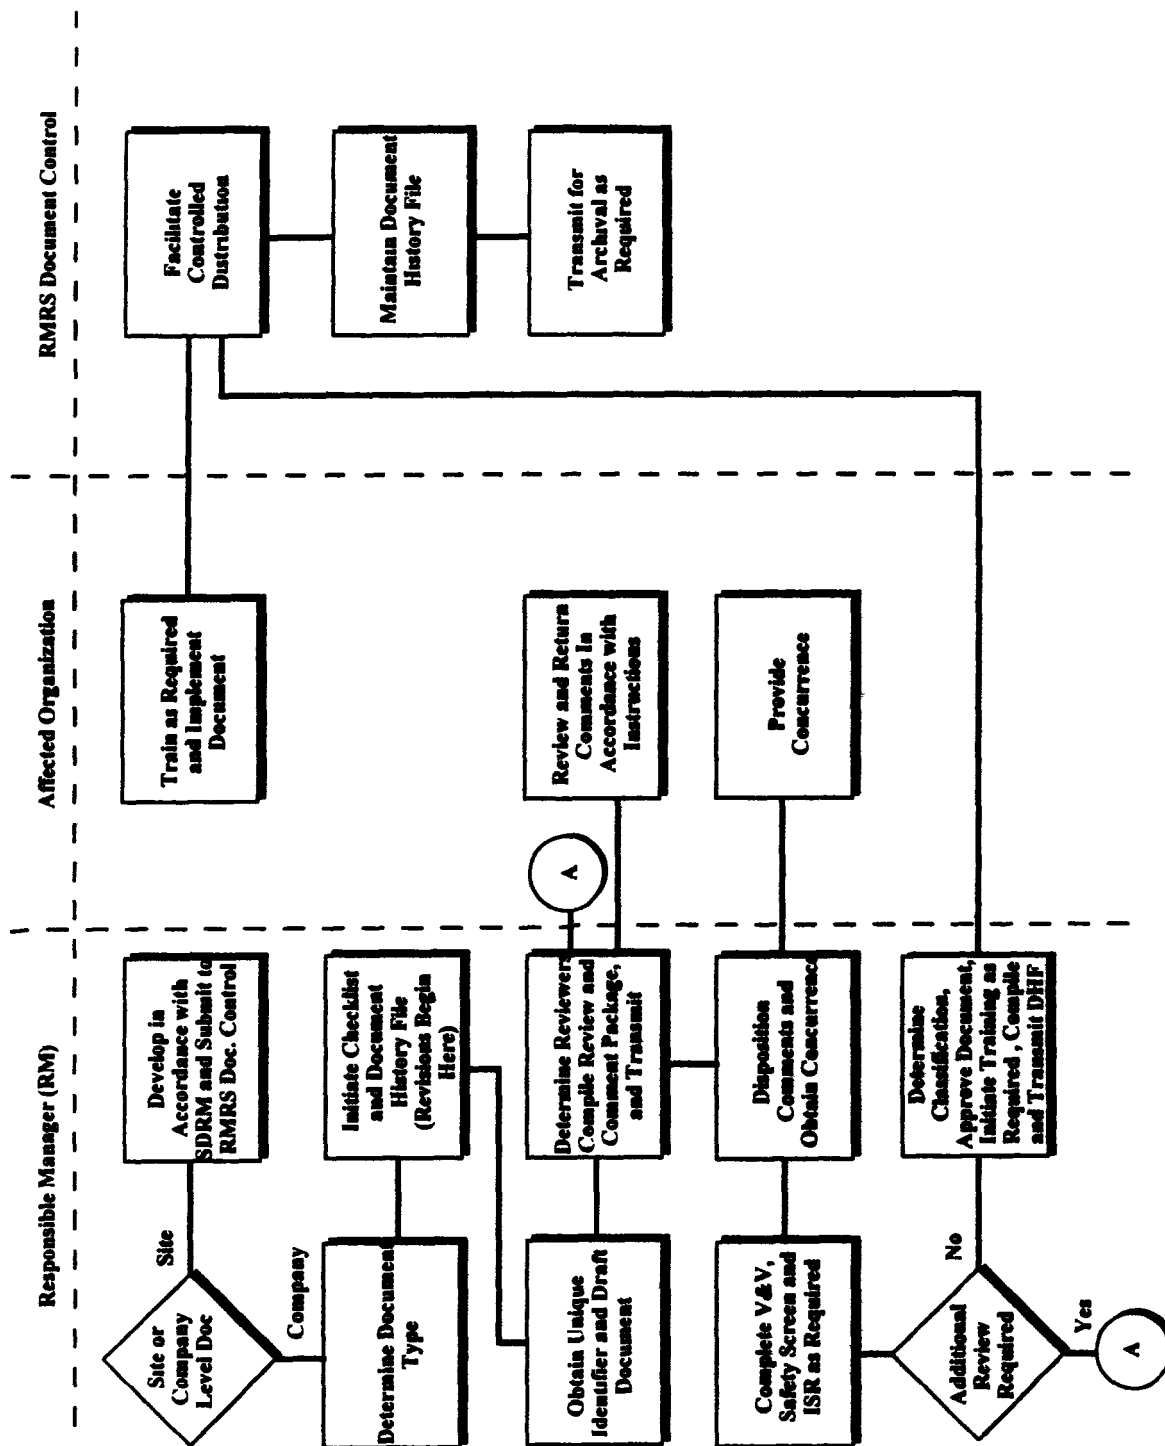 Responsible Manager (RM)
Affected Organization
RMRS Document Control
Site or
Company
Level Doc
Site
Company
Develop in
Accordance with
SDRM and Submit to
RMRS Doc. Control
Train as Required
and Implement
Document
Facilitate
Controlled
Distribution
Determine Document
Type
Initiate Checklist
and Document
History File
(Revisions Begin
Here)
Maintain Document
History File
Obtain Unique
Identifier and Draft
Document
Determine Reviewers
Compile Review and
Comment Package,
and Transmit
A
Review and Return
Comments In
Accordance with
Instructions
Transmit for
Archival as
Required
Complete V&V,
Safety Screen and
ISR as Required
Disposition
Comments and
Obtain Concurrence
Provide
Concurrence
Additional
Review
Required
No
Yes
A
Determine
Classification,
Approve Document,
Initiate Training as
Required , Compile
and Transmit DHF